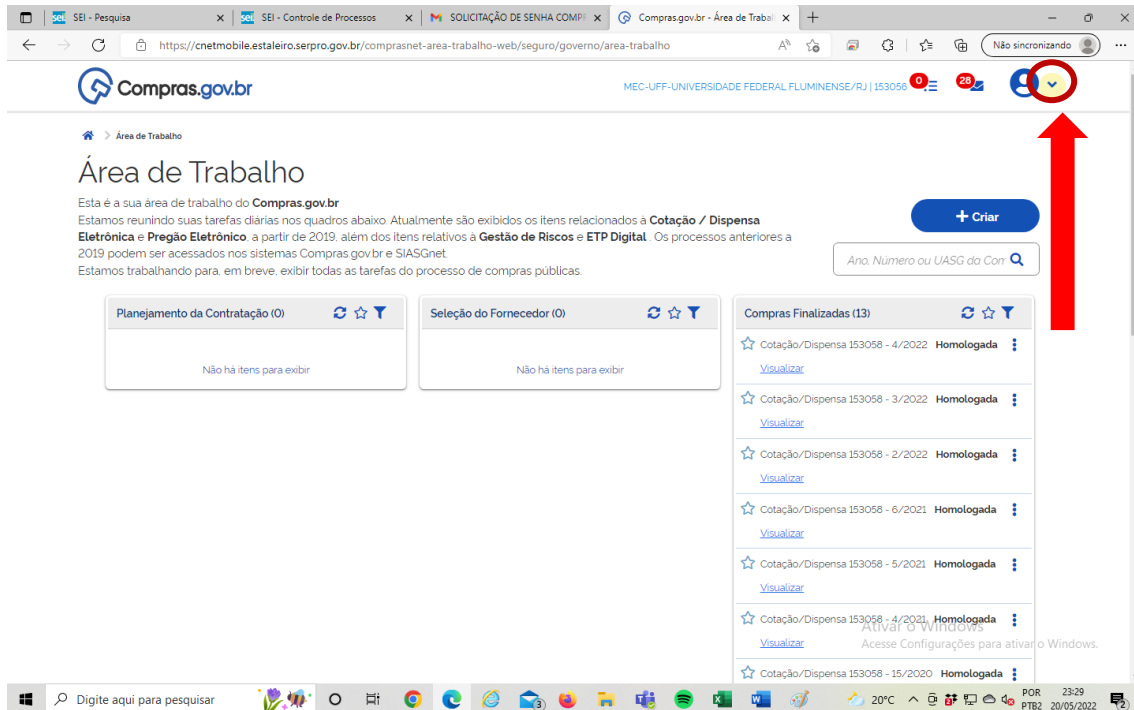 SEI - Pesquisa
SEI - Controle de Processos
SOLICITAÇÃO DE SENHA COMPR
Compras.gov.br - Área de Trabal
https://cnetmobile.estaleiro.serpro.gov.br/comprasnet-area-trabalho-web/seguro/governo/area-trabalho
Não sincronizando
Compras.gov.br
MEC-UFF-UNIVERSIDADE FEDERAL FLUMINENSE/RJ | 153056
0
28
Área de Trabalho
Área de Trabalho
Esta é a sua área de trabalho do Compras.gov.br
Estamos reunindo suas tarefas diárias nos quadros abaixo. Atualmente são exibidos os itens relacionados à Cotação / Dispensa
Eletrônica e Pregão Eletrônico, a partir de 2019, além dos itens relativos à Gestão de Riscos e ETP Digital . Os processos anteriores a
2019 podem ser acessados nos sistemas Compras.gov.br e SIASGnet.
Estamos trabalhando para, em breve, exibir todas as tarefas do processo de compras públicas.
+ Criar
Ano, Número ou UASG da Com
Planejamento da Contratação (0)
Não há itens para exibir
Seleção do Fornecedor (0)
Não há itens para exibir
Compras Finalizadas (13)
Cotação/Dispensa 153058 - 4/2022 Homologada
Visualizar
Cotação/Dispensa 153058 - 3/2022 Homologada
Visualizar
Cotação/Dispensa 153058 - 2/2022 Homologada
Visualizar
Cotação/Dispensa 153058 - 6/2021 Homologada
Visualizar
Cotação/Dispensa 153058 - 5/2021 Homologada
Visualizar
Cotação/Dispensa 153058 - 4/2021 Homologada
Visualizar
Cotação/Dispensa 153058 - 15/2020 Homologada
Ativar o Windows
Acesse Configurações para ativar o Windows.
Digite aqui para pesquisar
3
20°C
POR
PTB2
23:29
20/05/2022
2